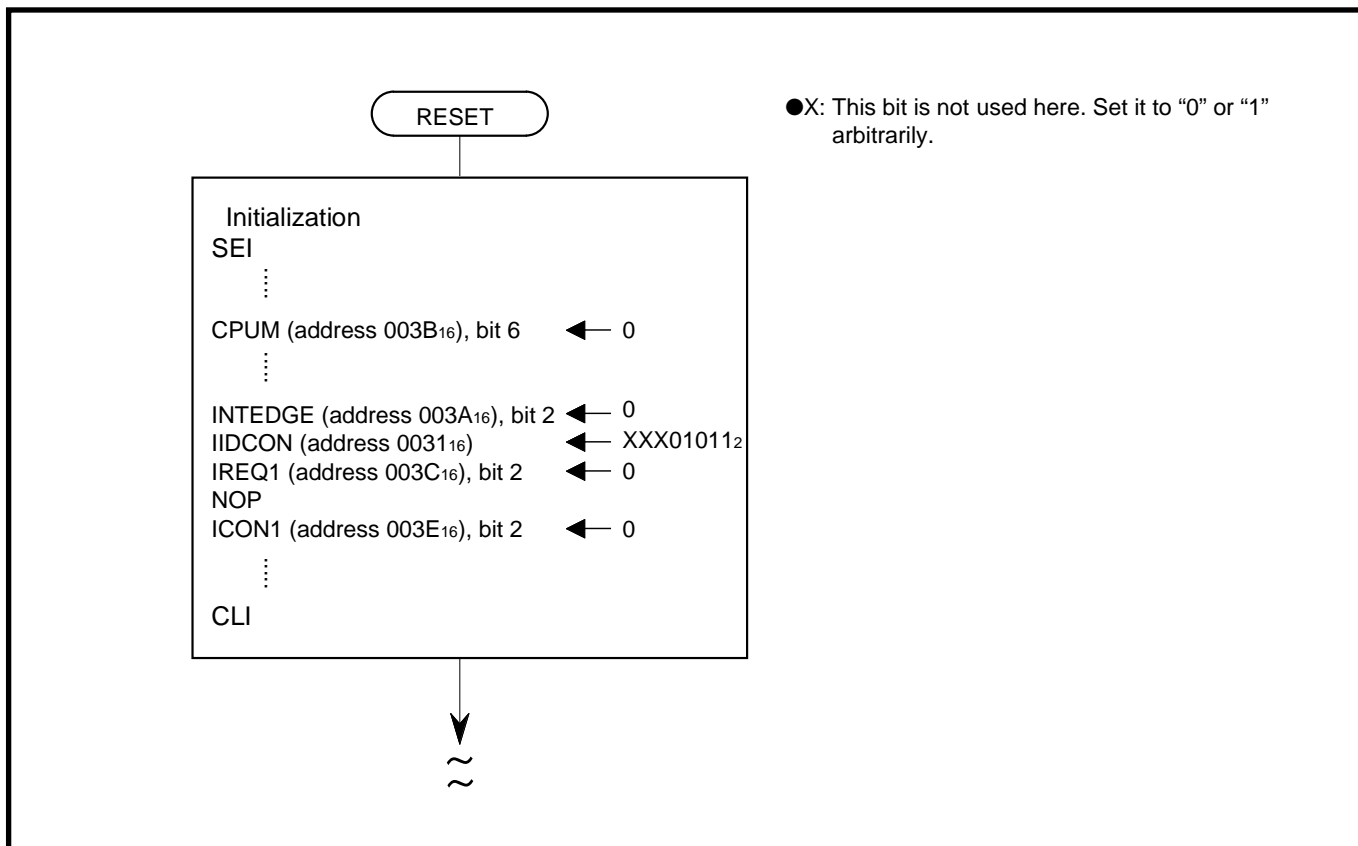 RESET
●X: This bit is not used here. Set it to “0” or “1”
arbitrarily.
Initialization
SEI
CPUM (address 003B16), bit 6 0
INTEDGE (address 003A16), bit 2 0
IIDCON (address 003116) XXX010112
IREQ1 (address 003C16), bit 2 0
NOP
ICON1 (address 003E16), bit 2 0
CLI